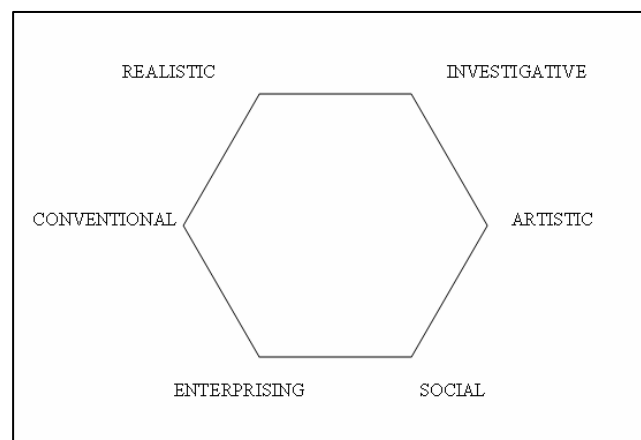 REALISTIC INVESTIGATIVE
CONVENTIONAL ARTISTIC
ENTERPRISING SOCIAL